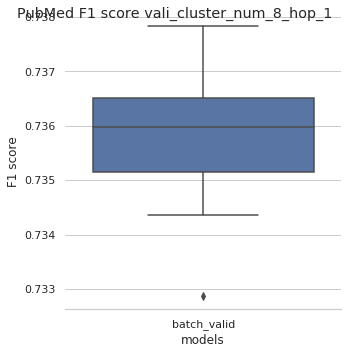 PubMed F1 score vali_cluster_num_8_hop_1
0.738
0.737
0.736
0.735
0.734
0.733
F1 score
batch_valid
models